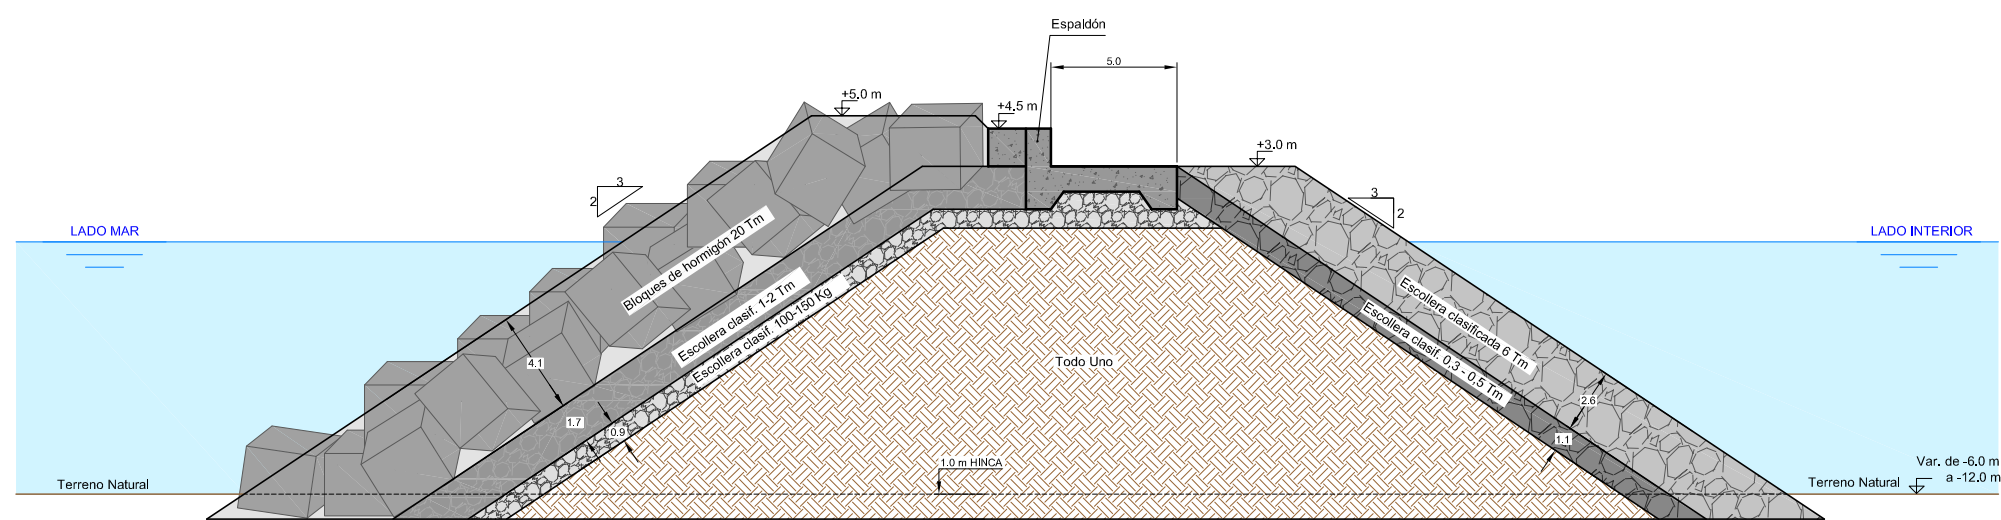 Espaldón
5.0
+5.0 m
+4.5 m
+3.0 m
3
2
3
2
LADO MAR
LADO INTERIOR
Bloques de hormigón 20 Tm
Escollera clasif. 1-2 Tm
Escollera clasif. 100-150 Kg
Escollera clasificada 6 Tm
Escollera clasif. 0,3 - 0,5 Tm
Todo Uno
4.1
1.7
0.9
2.6
1.1
1.0 m HINCA
Terreno Natural
Terreno Natural
Var. de -6.0 m
a -12.0 m